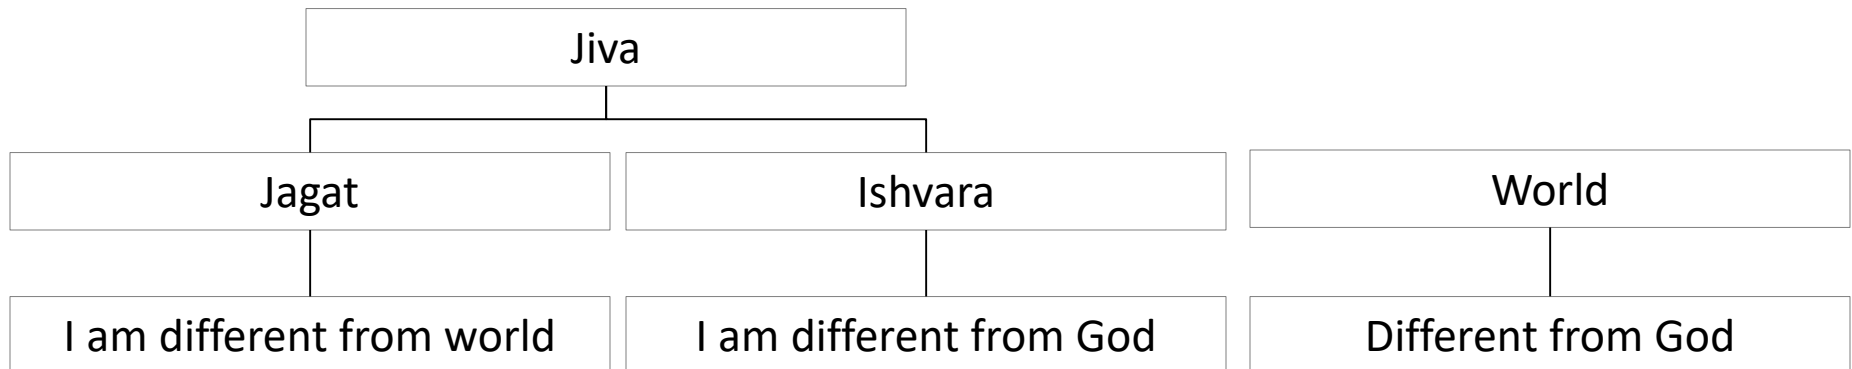 Jiva
Jagat
Ishvara
World
I am different from world
I am different from God
Different from God